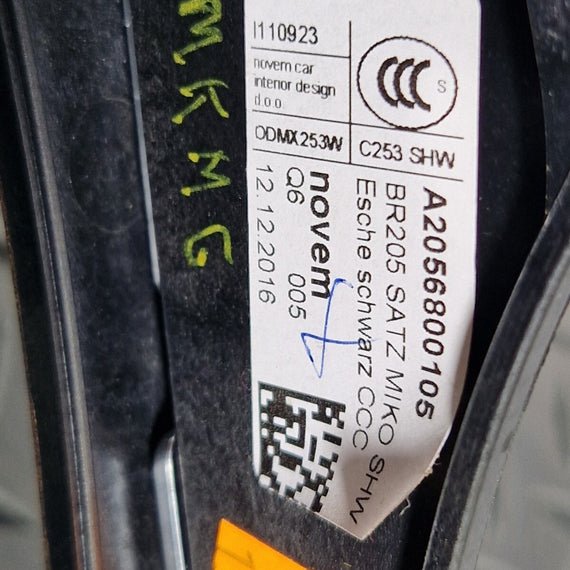 MKMG
I110923
novem car
interior design
d.o.o
ODMX253W
S
C253 SHW
A2056800105
BR205 SATZ MIKO SHW
Esche schwarz CCC
novem
Q6 005
12.12.2016